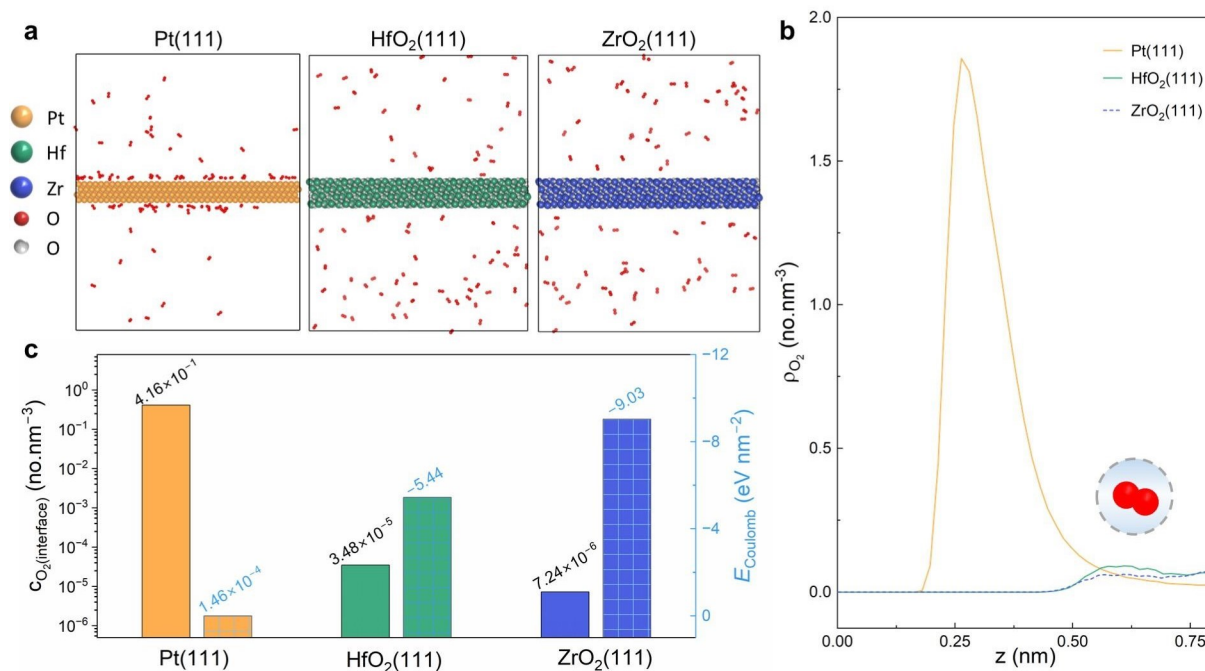 a
Pt(111)
HfO₂(111)
ZrO₂(111)
Pt
Hf
Zr
O
O
b
2.0
1.5
1.0
0.5
0.0
ρO₂ (no.nm⁻³)
0.00
0.25
0.50
0.75
z (nm)
Pt(111)
HfO₂(111)
ZrO₂(111)
c
cO₂(interface) (no.nm⁻³)
10⁰
10⁻¹
10⁻²
10⁻³
10⁻⁴
10⁻⁵
10⁻⁶
4.16×10⁻¹
1.46×10⁻⁴
3.48×10⁻⁵
−5.44
7.24×10⁻⁶
−9.03
−12
−8
−4
0
ECoulomb (eV nm⁻²)
Pt(111)
HfO₂(111)
ZrO₂(111)